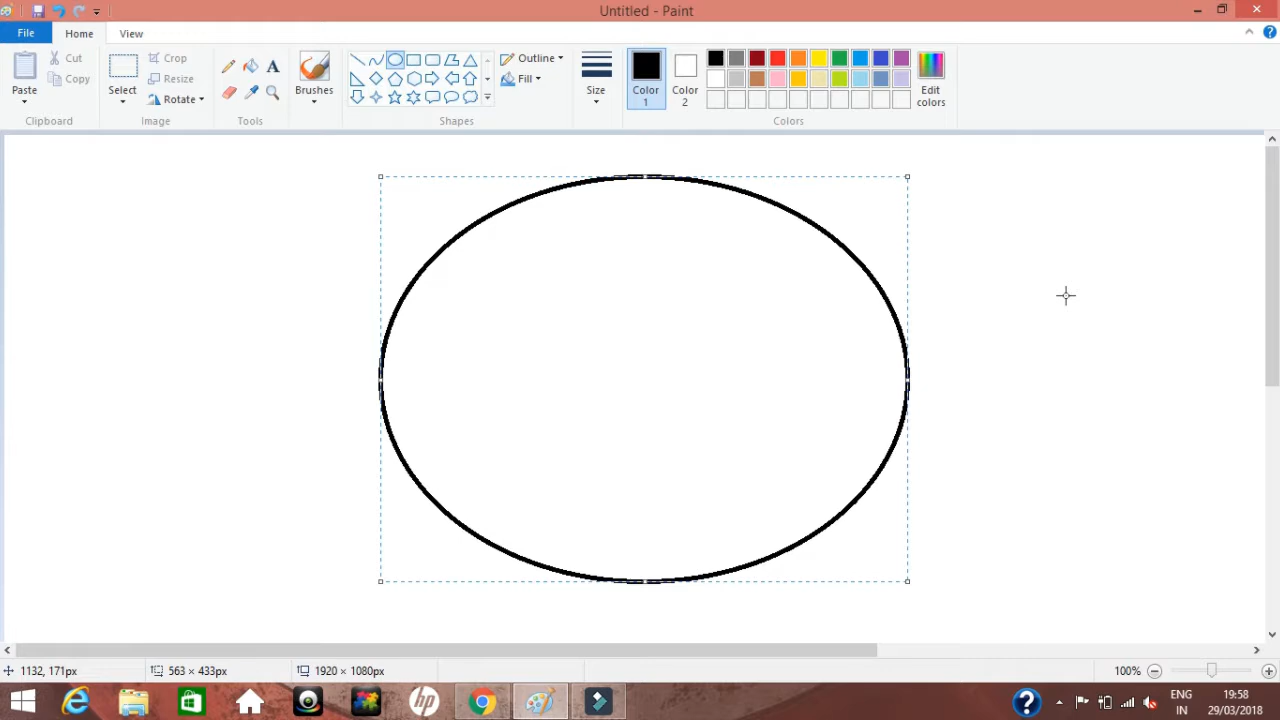 Untitled - Paint
File Home View
Paste
Clipboard
Select
Crop
Resize
Rotate
Image
A
Tools
Brushes
Shapes
Outline
Fill
Size
Color 1
Color 2
Edit colors
Colors
Cut
Copy
1132, 171px 563 × 433px 1920 × 1080px 100%
hp
?
ENG
IN
19:58
29/03/2018